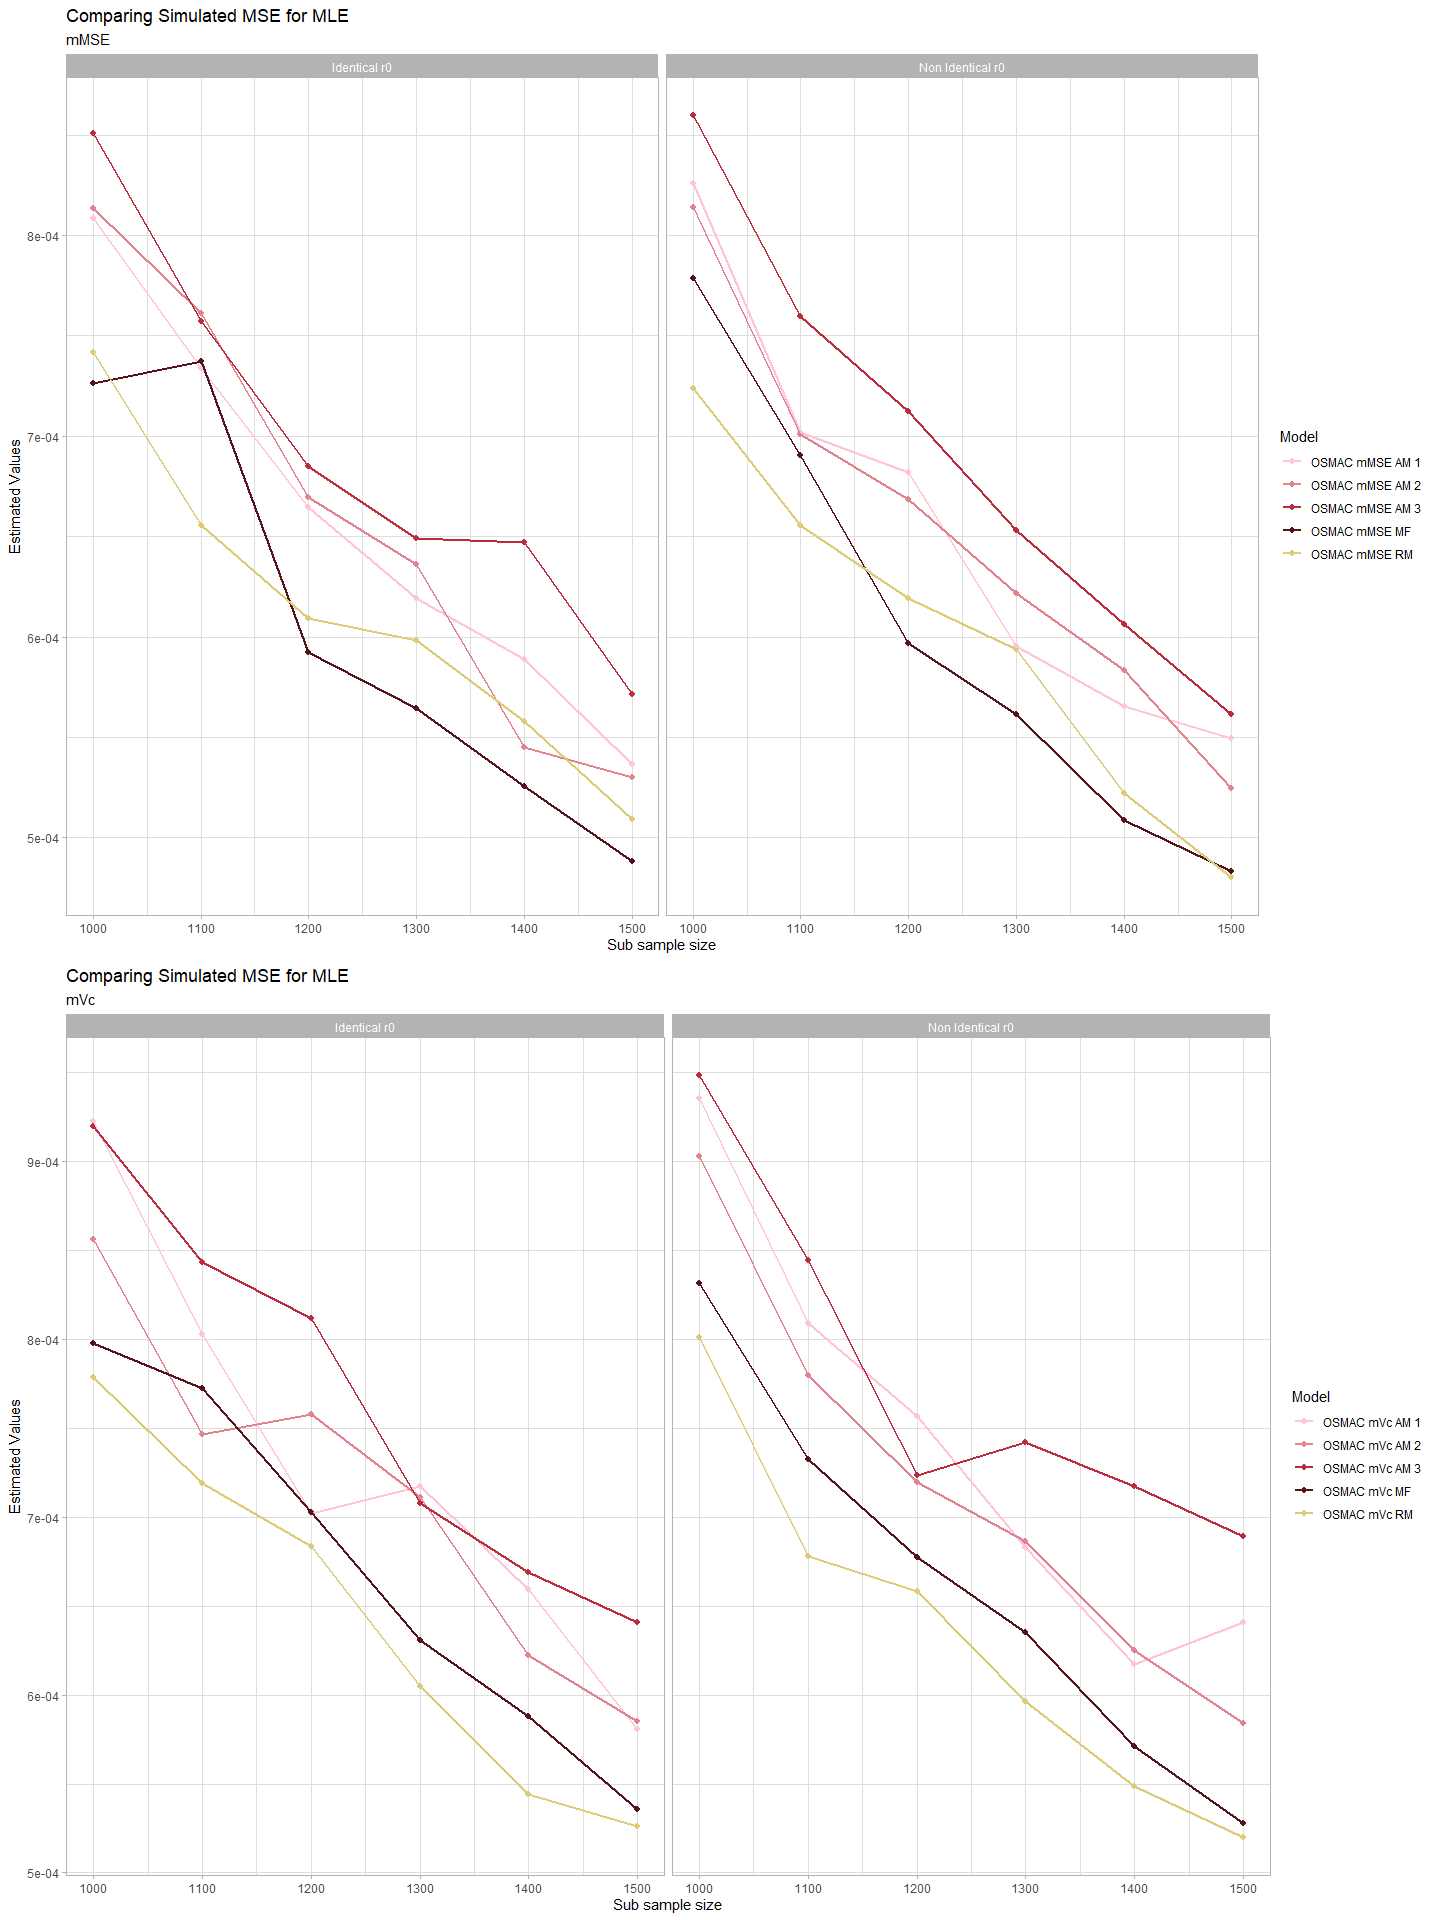 Comparing Simulated MSE for MLE
mMSE
Identical r0
Non Identical r0
8e-04
7e-04
6e-04
5e-04
Estimated Values
1000 1100 1200 1300 1400 1500
1000 1100 1200 1300 1400 1500
Sub sample size
Model
OSMAC mMSE AM 1
OSMAC mMSE AM 2
OSMAC mMSE AM 3
OSMAC mMSE MF
OSMAC mMSE RM
Comparing Simulated MSE for MLE
mVc
Identical r0
Non Identical r0
9e-04
8e-04
7e-04
6e-04
5e-04
Estimated Values
1000 1100 1200 1300 1400 1500
1000 1100 1200 1300 1400 1500
Sub sample size
Model
OSMAC mVc AM 1
OSMAC mVc AM 2
OSMAC mVc AM 3
OSMAC mVc MF
OSMAC mVc RM